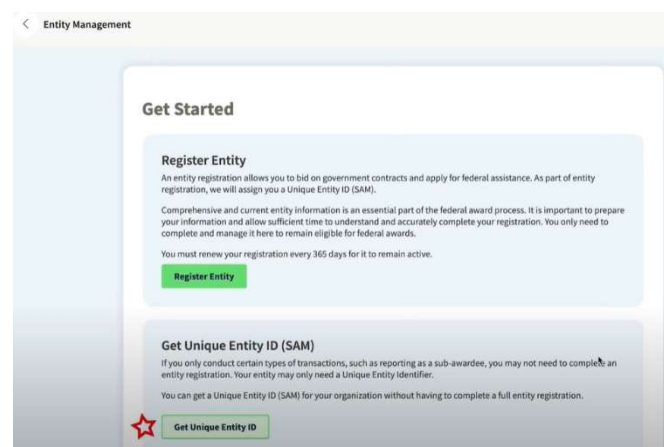 Entity Management
Get Started
Register Entity
An entity registration allows you to bid on government contracts and apply for federal assistance. As part of entity
registration, we will assign you a Unique Entity ID (SAM).
Comprehensive and current entity information is an essential part of the federal award process. It is important to prepare
your information and allow sufficient time to understand and accurately complete your registration. You only need to
complete and manage it here to remain eligible for federal awards.
You must renew your registration every 365 days for it to remain active.
Register Entity
Get Unique Entity ID (SAM)
If you only conduct certain types of transactions, such as reporting as a sub-awardee, you may not need to complete an
entity registration. Your entity may only need a Unique Entity Identifier.
You can get a Unique Entity ID (SAM) for your organization without having to complete a full entity registration.
Get Unique Entity ID